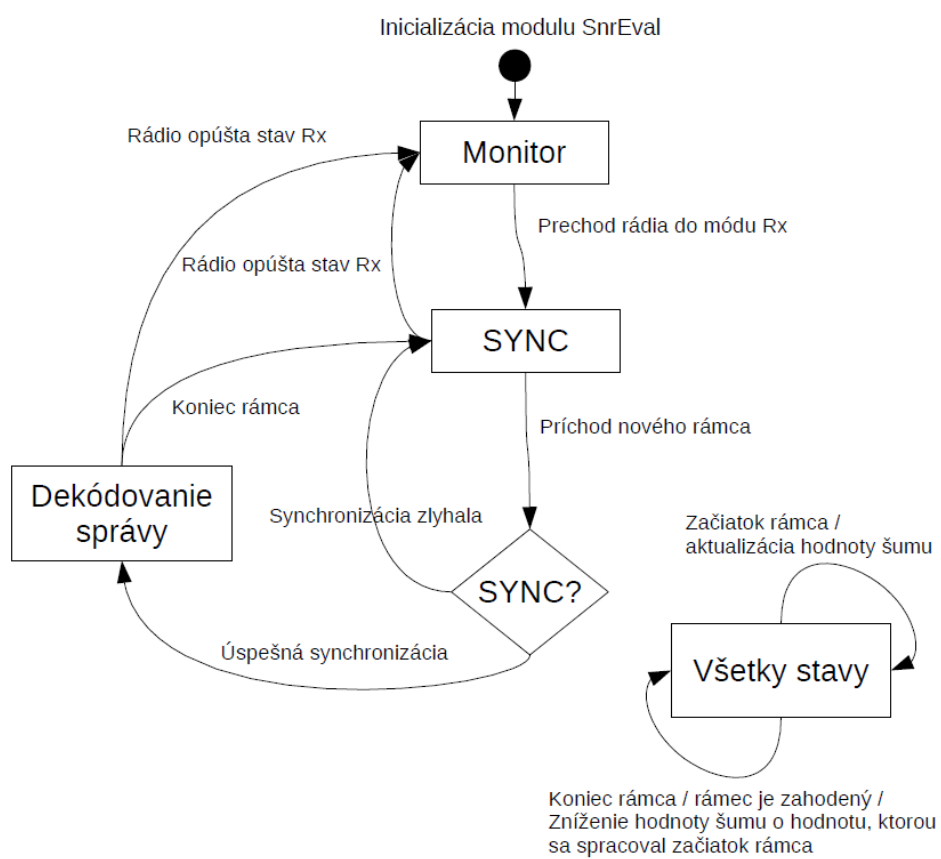 Inicializácia modulu SnrEval
Rádio opúšta stav Rx
Monitor
Prechod rádia do módu Rx
Rádio opúšta stav Rx
SYNC
Koniec rámca
Príchod nového rámca
Dekódovanie
správy
Synchronizácia zlyhala
SYNC?
Úspešná synchronizácia
Začiatok rámca /
aktualizácia hodnoty šumu
Všetky stavy
Koniec rámca / rámec je zahodený /
Zníženie hodnoty šumu o hodnotu, ktorou
sa spracoval začiatok rámca